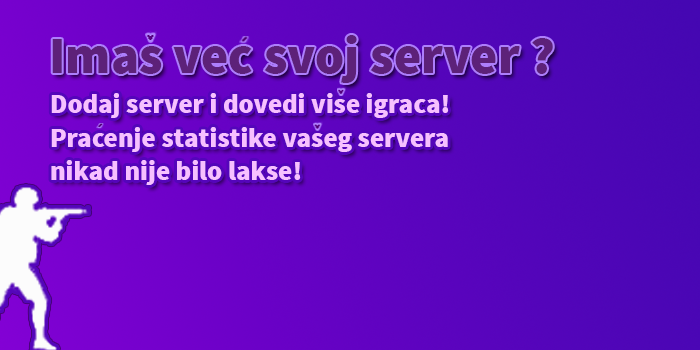 Imaš već svoj server ?
Dodaj server i dovedi više igraca!
Praćenje statistike vašeg servera
nikad nije bilo lakse!